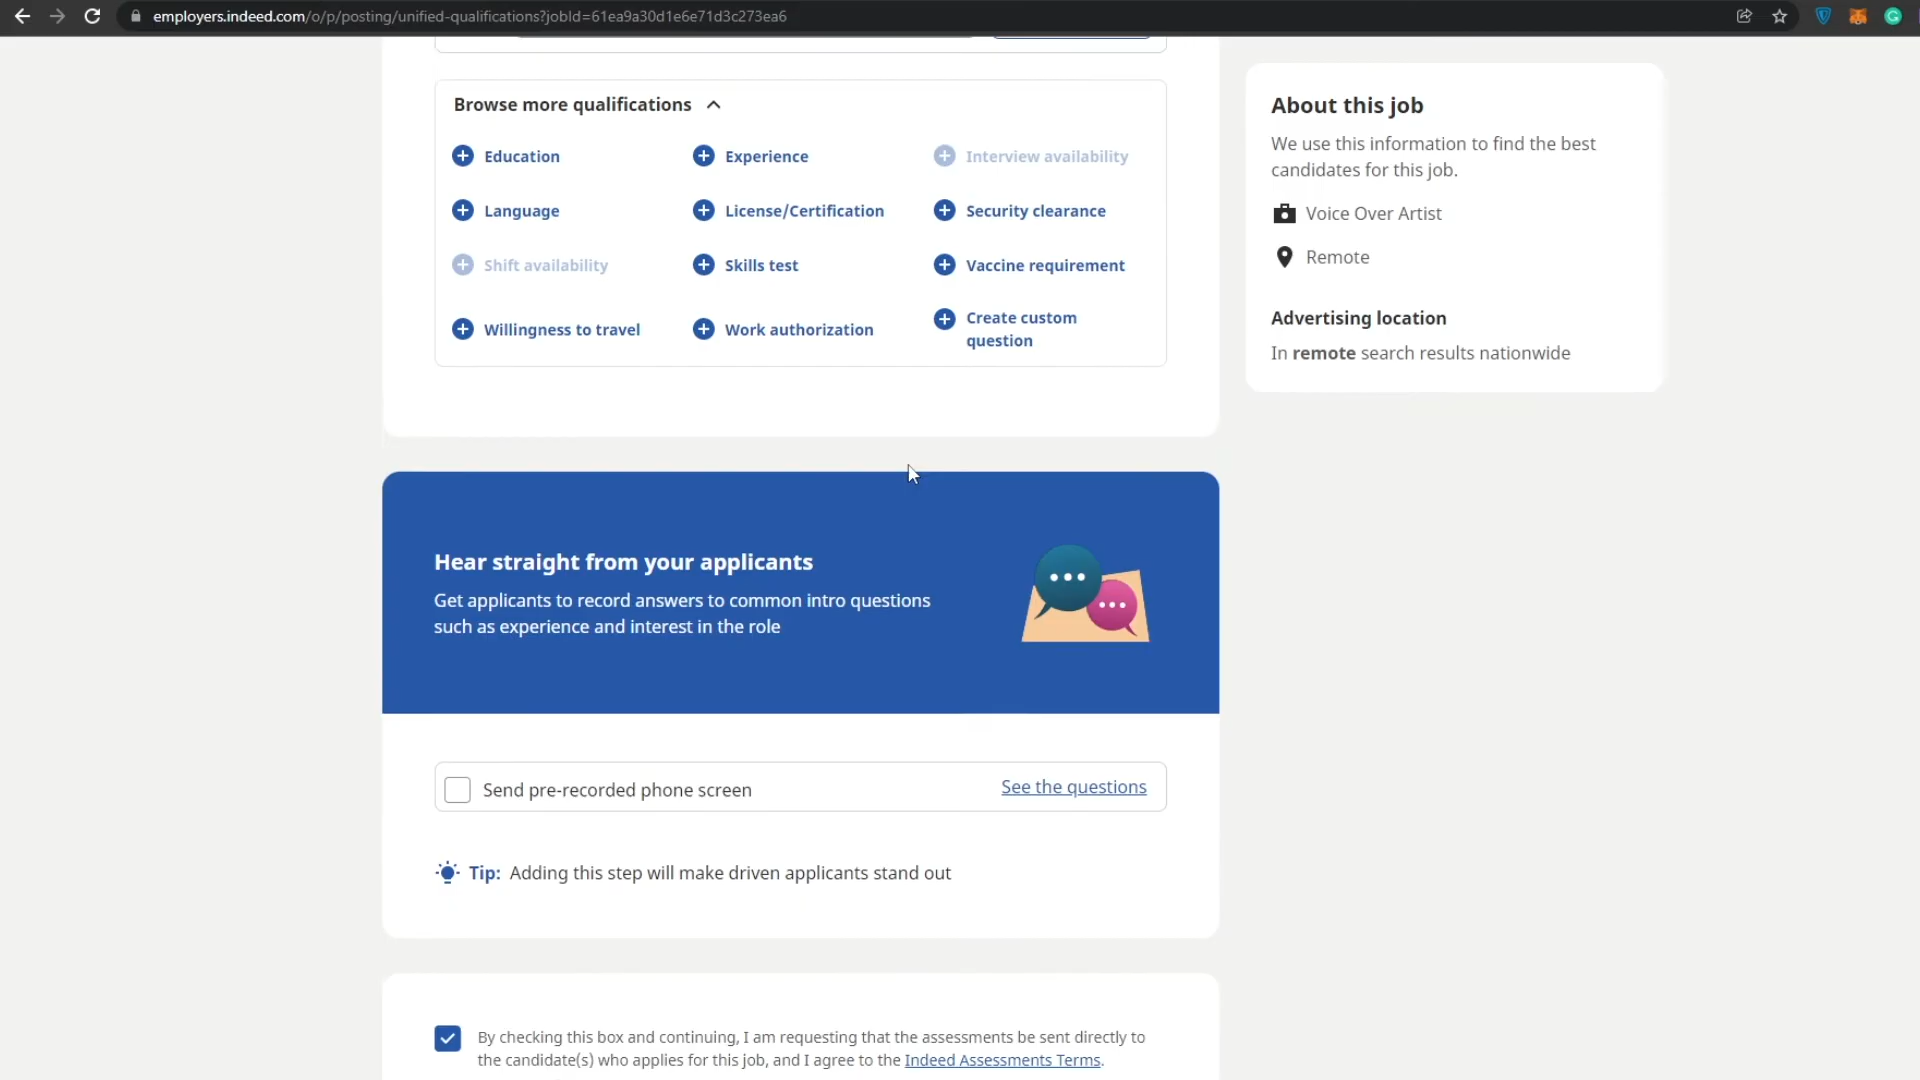 employers.indeed.com/o/p/posting/unified-qualifications?jobId=61ea9a30d1e6e71d3c273ea6
Browse more qualifications
Education
Experience
Interview availability
Language
License/Certification
Security clearance
Shift availability
Skills test
Vaccine requirement
Willingness to travel
Work authorization
Create custom
question
About this job
We use this information to find the best
candidates for this job.
Voice Over Artist
Remote
Advertising location
In remote search results nationwide
Hear straight from your applicants
Get applicants to record answers to common intro questions
such as experience and interest in the role
Send pre-recorded phone screen
See the questions
Tip: Adding this step will make driven applicants stand out
By checking this box and continuing, I am requesting that the assessments be sent directly to
the candidate(s) who applies for this job, and I agree to the Indeed Assessments Terms.